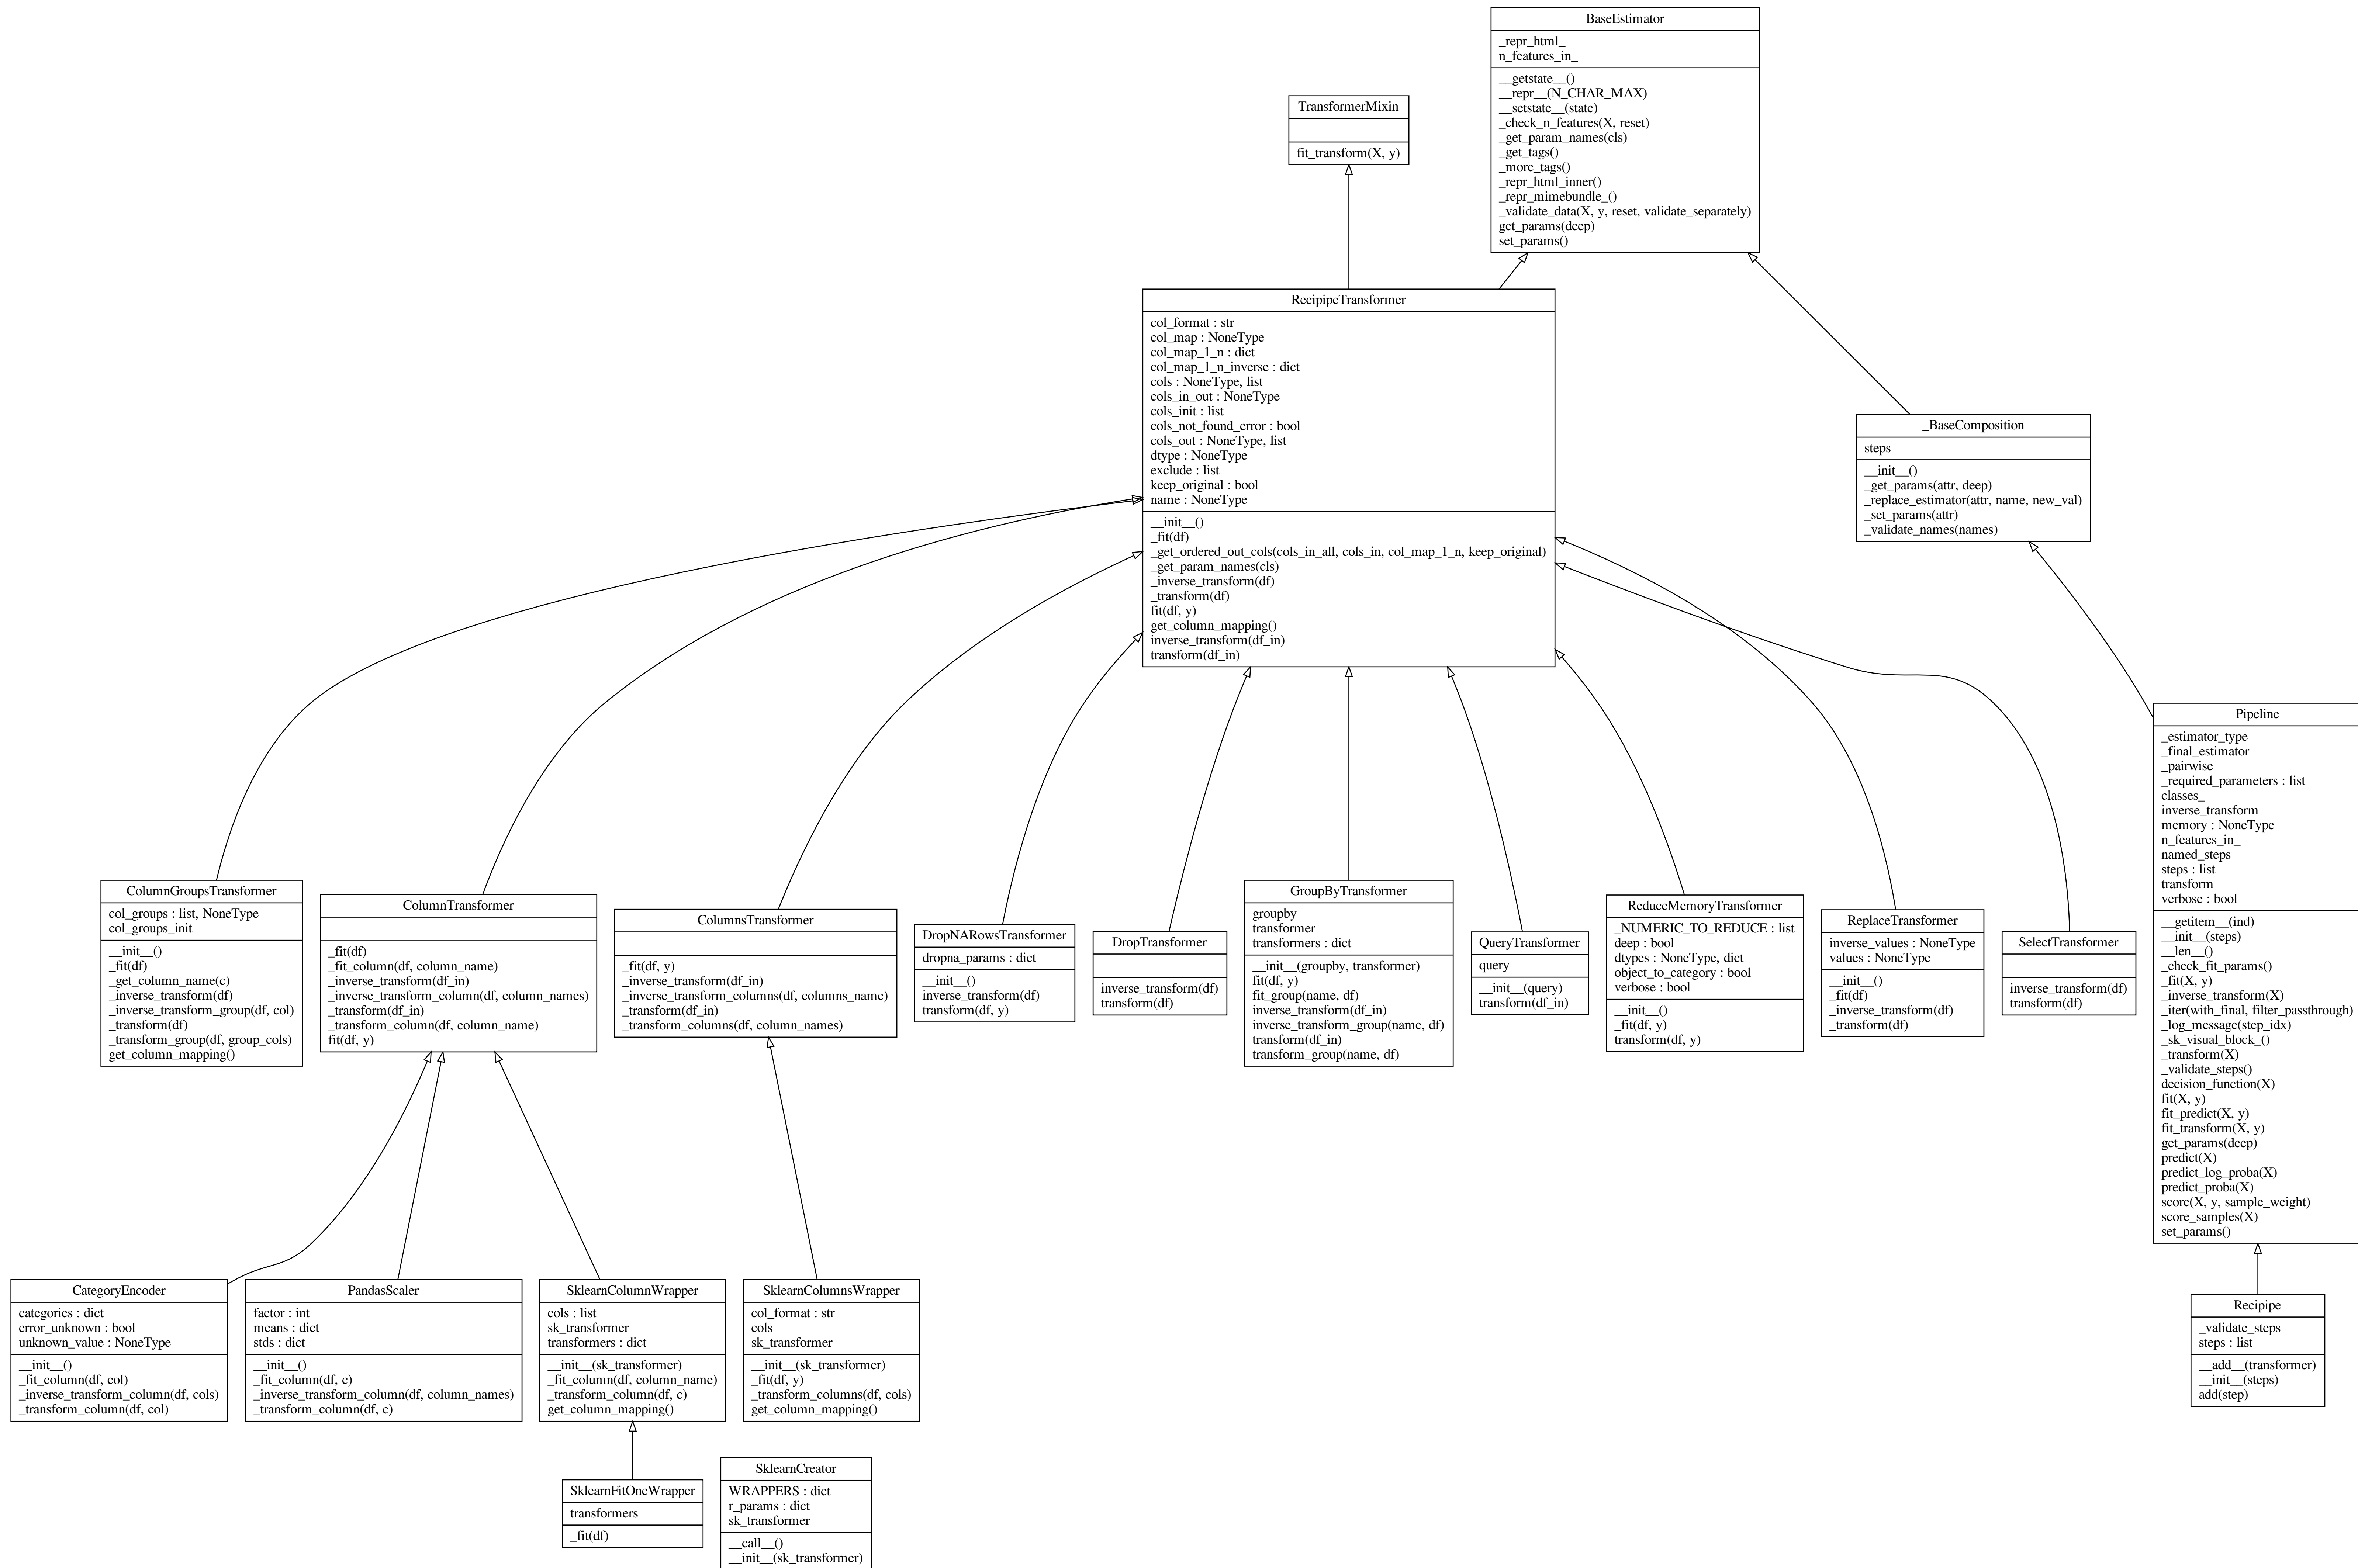 BaseEstimator
_repr_html_
n_features_in_
__getstate__()
__repr__(N_CHAR_MAX)
__setstate__(state)
_check_n_features(X, reset)
_get_param_names(cls)
_get_tags()
_more_tags()
_repr_html_inner()
_repr_mimebundle_()
_validate_data(X, y, reset, validate_separately)
get_params(deep)
set_params()
TransformerMixin
fit_transform(X, y)
RecipipeTransformer
col_format : str
col_map : NoneType
col_map_1_n : dict
col_map_1_n_inverse : dict
cols : NoneType, list
cols_in_out : NoneType
cols_init : list
cols_not_found_error : bool
cols_out : NoneType, list
dtype : NoneType
exclude : list
keep_original : bool
name : NoneType
__init__()
_fit(df)
_get_ordered_out_cols(cols_in_all, cols_in, col_map_1_n, keep_original)
_get_param_names(cls)
_inverse_transform(df)
_transform(df)
fit(df, y)
get_column_mapping()
inverse_transform(df_in)
transform(df_in)
_BaseComposition
steps
__init__()
_get_params(attr, deep)
_replace_estimator(attr, name, new_val)
_set_params(attr)
_validate_names(names)
Pipeline
_estimator_type
_final_estimator
_pairwise
_required_parameters : list
classes_
inverse_transform
memory : NoneType
n_features_in_
named_steps
steps : list
transform
verbose : bool
__getitem__(ind)
__init__(steps)
__len__()
_check_fit_params()
_fit(X, y)
_inverse_transform(X)
_iter(with_final, filter_passthrough)
_log_message(step_idx)
_sk_visual_block_()
_transform(X)
_validate_steps()
decision_function(X)
fit(X, y)
fit_predict(X, y)
fit_transform(X, y)
get_params(deep)
predict(X)
predict_log_proba(X)
predict_proba(X)
score(X, y, sample_weight)
score_samples(X)
set_params()
ColumnGroupsTransformer
col_groups : list, NoneType
col_groups_init
__init__()
_fit(df)
_get_column_name(c)
_inverse_transform(df)
_inverse_transform_group(df, col)
_transform(df)
_transform_group(df, group_cols)
get_column_mapping()
ColumnTransformer
_fit(df)
_fit_column(df, column_name)
_inverse_transform(df_in)
_inverse_transform_column(df, column_names)
_transform(df_in)
_transform_column(df, column_name)
fit(df, y)
ColumnsTransformer
_fit(df, y)
_inverse_transform(df_in)
_inverse_transform_columns(df, columns_name)
_transform(df_in)
_transform_columns(df, column_names)
DropNARowsTransformer
dropna_params : dict
__init__()
inverse_transform(df)
transform(df, y)
DropTransformer
inverse_transform(df)
transform(df)
GroupByTransformer
groupby
transformer
transformers : dict
__init__(groupby, transformer)
fit(df, y)
fit_group(name, df)
inverse_transform(df_in)
inverse_transform_group(name, df)
transform(df_in)
transform_group(name, df)
QueryTransformer
query
__init__(query)
transform(df_in)
ReduceMemoryTransformer
_NUMERIC_TO_REDUCE : list
deep : bool
dtypes : NoneType, dict
object_to_category : bool
verbose : bool
__init__()
_fit(df, y)
transform(df, y)
ReplaceTransformer
inverse_values : NoneType
values : NoneType
__init__()
_fit(df)
_inverse_transform(df)
_transform(df)
SelectTransformer
inverse_transform(df)
transform(df)
CategoryEncoder
categories : dict
error_unknown : bool
unknown_value : NoneType
__init__()
_fit_column(df, col)
_inverse_transform_column(df, cols)
_transform_column(df, col)
PandasScaler
factor : int
means : dict
stds : dict
__init__()
_fit_column(df, c)
_inverse_transform_column(df, column_names)
_transform_column(df, c)
SklearnColumnWrapper
cols : list
sk_transformer
transformers : dict
__init__(sk_transformer)
_fit_column(df, column_name)
_transform_column(df, c)
get_column_mapping()
SklearnColumnsWrapper
col_format : str
cols
sk_transformer
__init__(sk_transformer)
_fit(df, y)
_transform_columns(df, cols)
get_column_mapping()
Recipipe
_validate_steps
steps : list
__add__(transformer)
__init__(steps)
add(step)
SklearnFitOneWrapper
transformers
_fit(df)
SklearnCreator
WRAPPERS : dict
r_params : dict
sk_transformer
__call__()
__init__(sk_transformer)